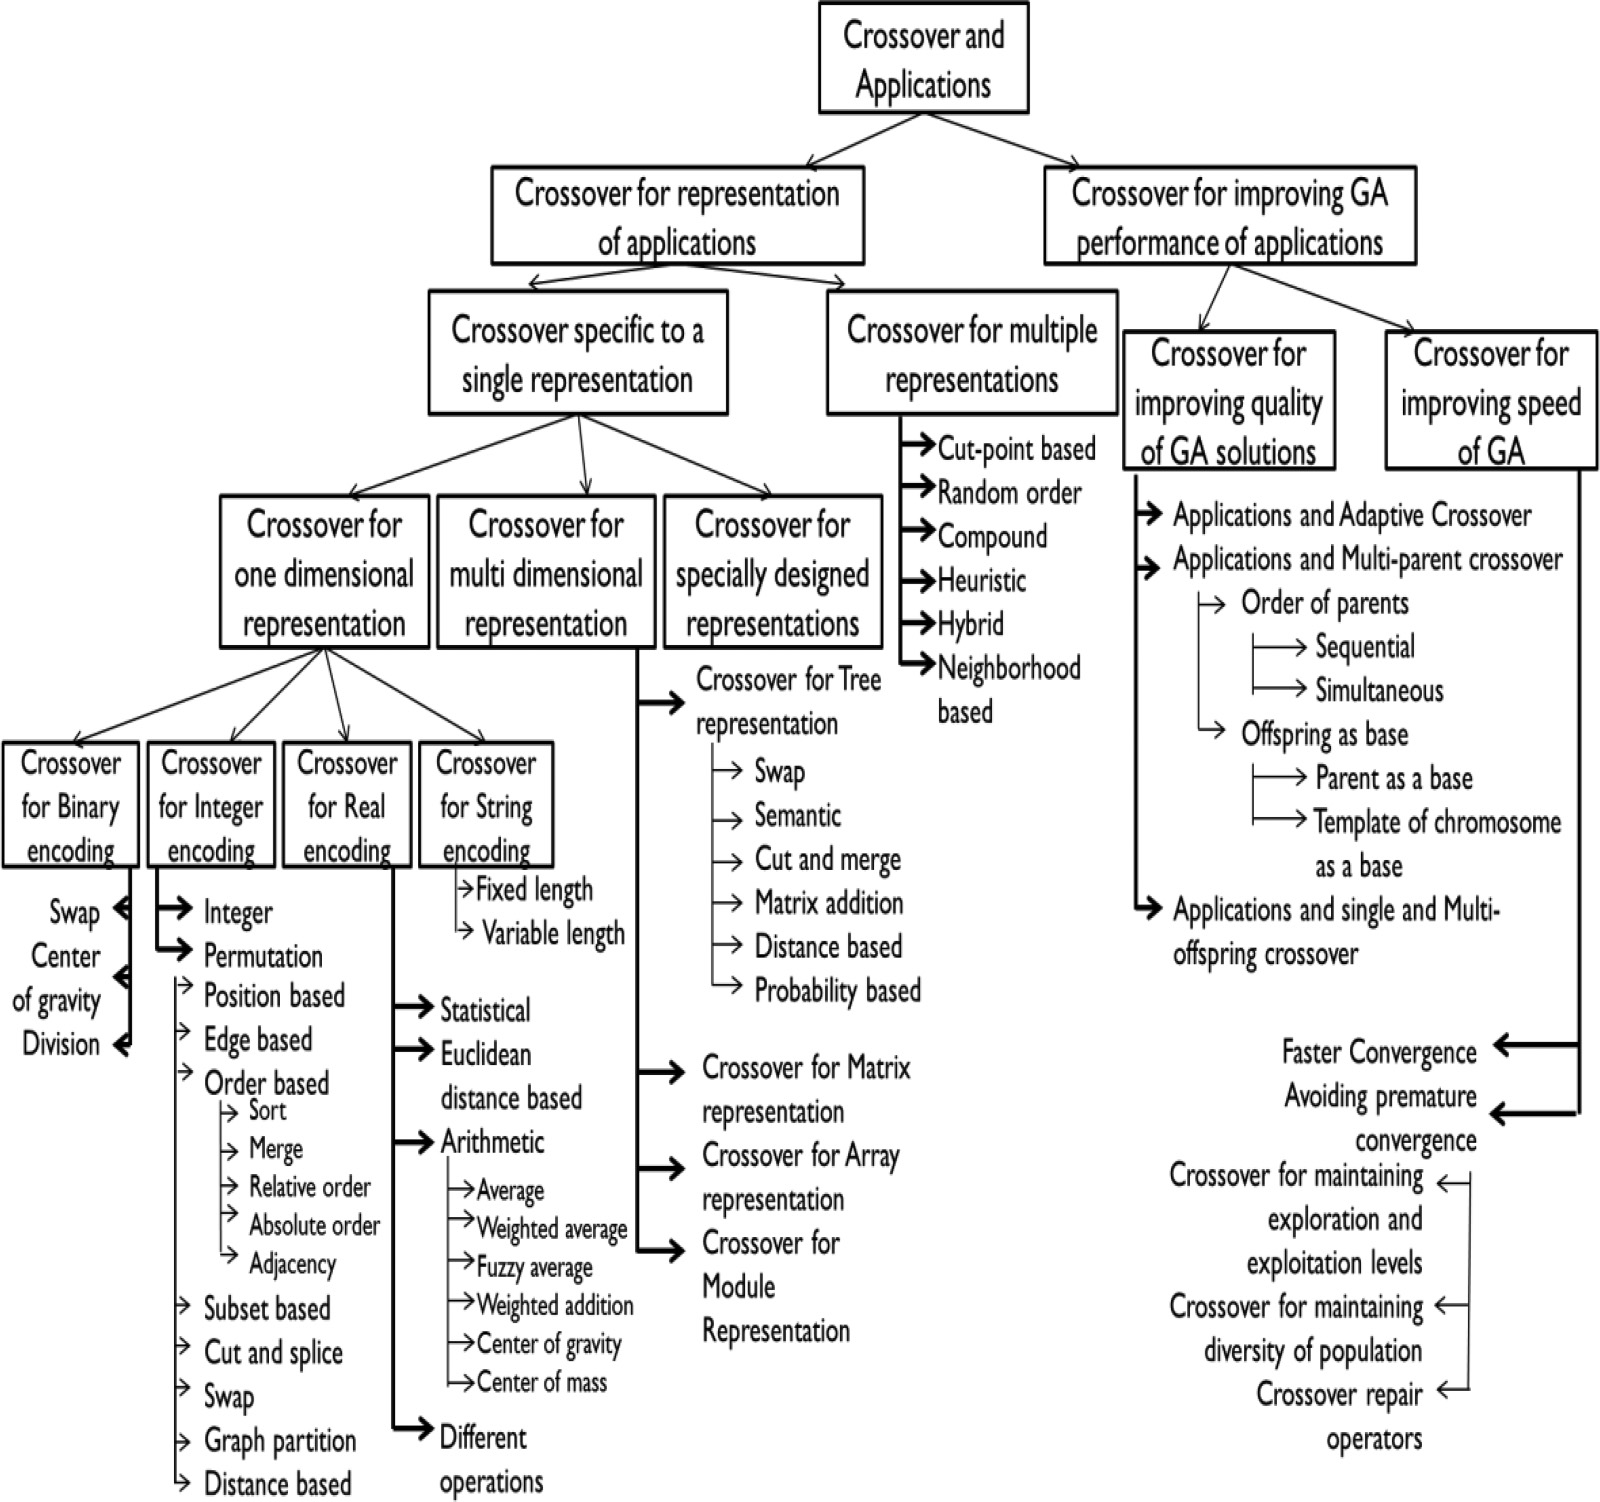 Crossover and
Applications
Crossover for representation
of applications
Crossover for improving GA
performance of applications
Crossover specific to a
single representation
Crossover for multiple
representations
Crossover for
improving quality
of GA solutions
Crossover for
improving speed
of GA
Cut-point based
Random order
Compound
Heuristic
Hybrid
Neighborhood
based
Crossover for
one dimensional
representation
Crossover for
multi dimensional
representation
Crossover for
specially designed
representations
Applications and Adaptive Crossover
Applications and Multi-parent crossover
Order of parents
Sequential
Simultaneous
Offspring as base
Parent as a base
Template of chromosome
as a base
Applications and single and Multi-
offspring crossover
Crossover for Tree
representation
Swap
Semantic
Cut and merge
Matrix addition
Distance based
Probability based
Crossover for Matrix
representation
Crossover for Array
representation
Crossover for
Module
Representation
Crossover
for Binary
encoding
Crossover
for Integer
encoding
Crossover
for Real
encoding
Crossover
for String
encoding
Swap
Center
of gravity
Division
Integer
Permutation
Position based
Edge based
Order based
Sort
Merge
Relative order
Absolute order
Adjacency
Subset based
Cut and splice
Swap
Graph partition
Distance based
Fixed length
Variable length
Statistical
Euclidean
distance based
Arithmetic
Average
Weighted average
Fuzzy average
Weighted addition
Center of gravity
Center of mass
Different
operations
Faster Convergence
Avoiding premature
convergence
Crossover for maintaining
exploration and
exploitation levels
Crossover for maintaining
diversity of population
Crossover repair
operators